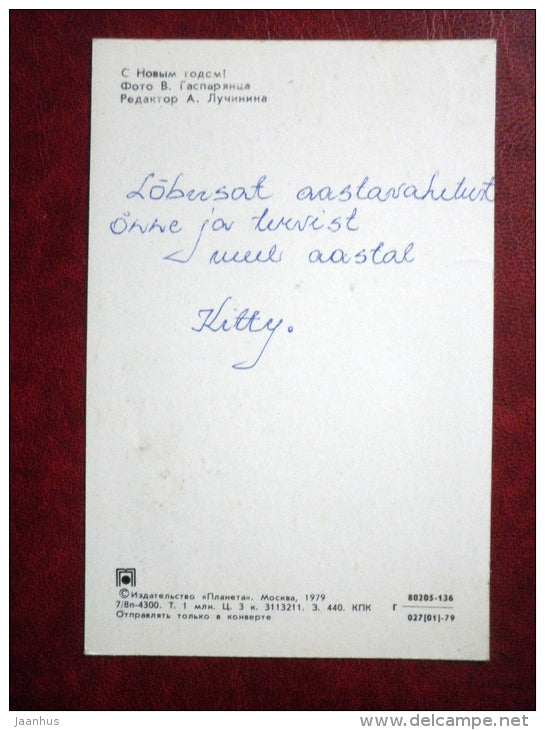 С Новым годом!
Фото В. Гаспарянца
Редактор А. Лучинина
Lõbusat aastavahetust
Õnne ja tervist
uuel aastal
Kitty.
©Издательство «Планета». Москва, 1979
7/8п-4300. Т. 1 млн. Ц. 3 к. 3113211. З. 440. КПК
Отправлять только в конверте
Г 80205-136
027(01)-79
Jaanhus
www.delcampe.net